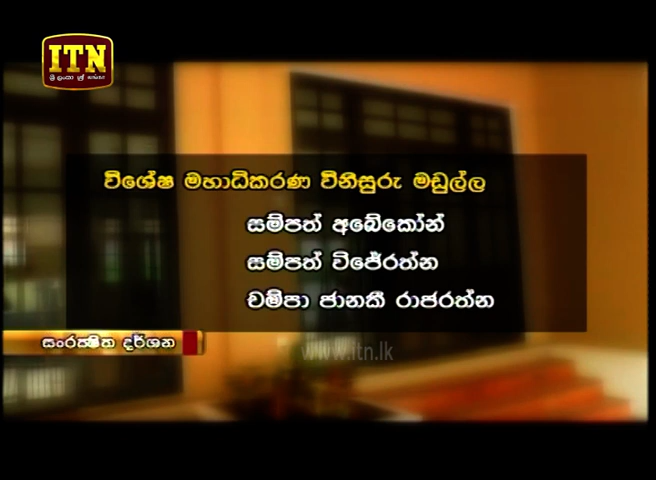 ITN
ශ්‍රී ලංකා ශ්‍රේ
විශේෂ මහාධිකරණ විනිසුරු මඩුල්ල
සම්පත් අබේකෝන්
සම්පත් විජේරත්න
චම්පා ජානකී රාජරත්න
සංරක්ෂිත දර්ශන
www.itn.lk